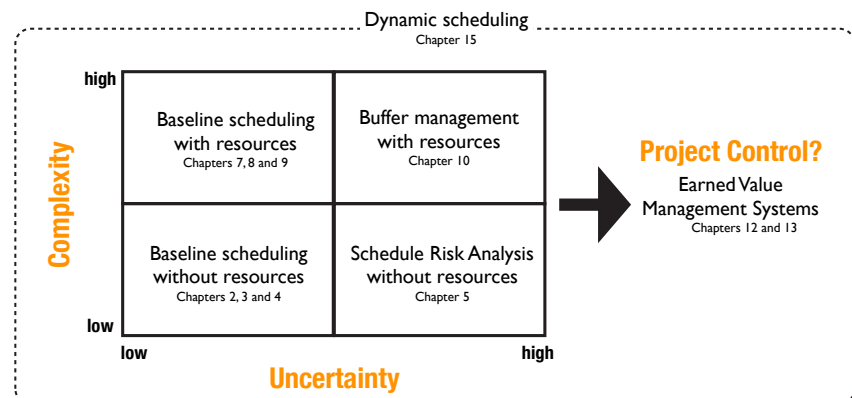 Dynamic scheduling
Chapter 15
high
Complexity
low
Baseline scheduling
with resources
Chapters 7, 8 and 9
Buffer management
with resources
Chapter 10
Baseline scheduling
without resources
Chapters 2, 3 and 4
Schedule Risk Analysis
without resources
Chapter 5
low
high
Uncertainty
Project Control?
Earned Value
Management Systems
Chapters 12 and 13